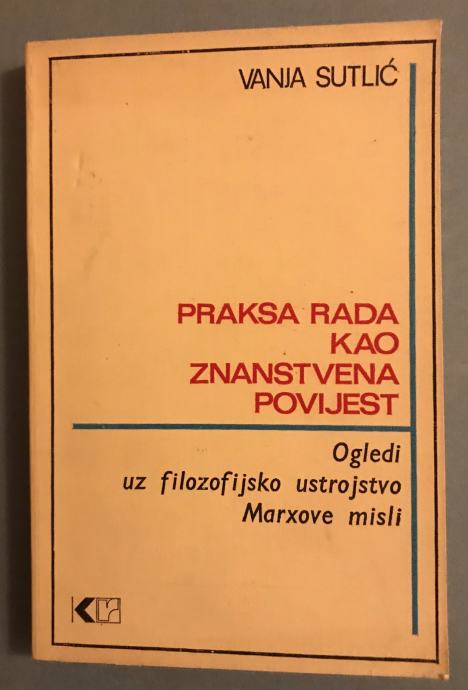 VANJA SUTLIĆ
PRAKSA RADA
KAO
ZNANSTVENA
POVIJEST
Ogledi
uz filozofijsko ustrojstvo
Marxove misli